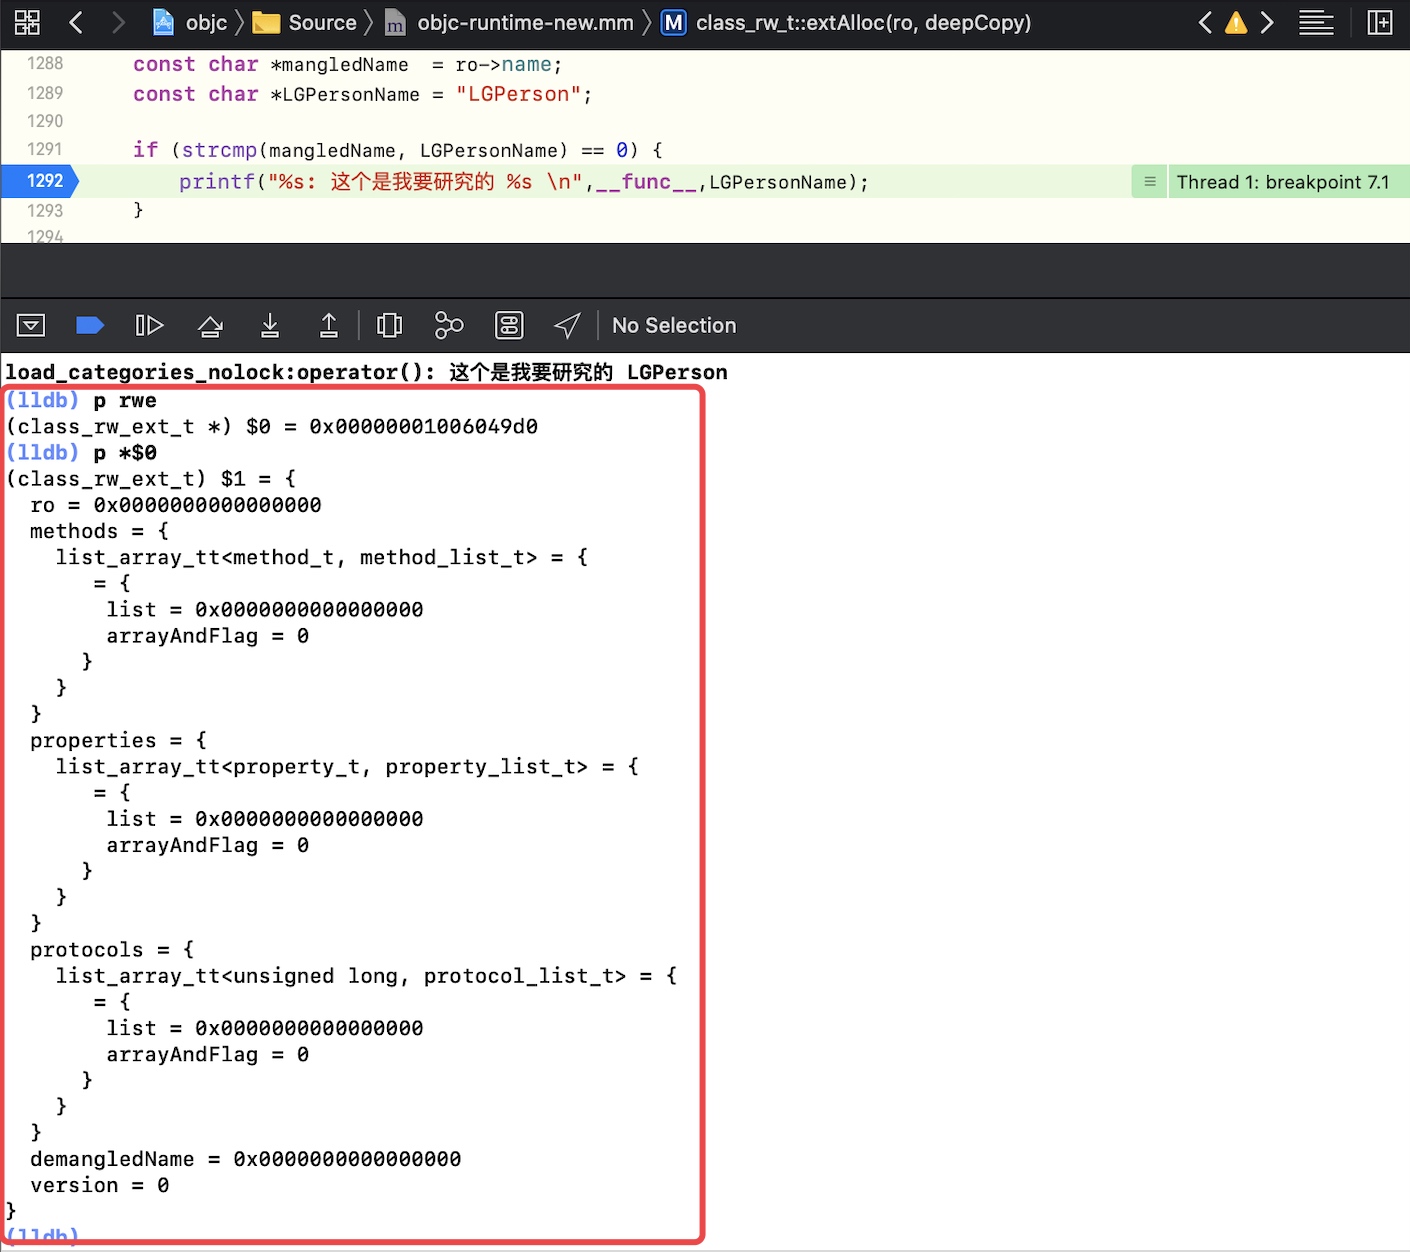 objc Source objc-runtime-new.mm M class_rw_t::extAlloc(ro, deepCopy)
1288 const char *mangledName = ro->name;
1289 const char *LGPersonName = "LGPerson";
1290
1291 if (strcmp(mangledName, LGPersonName) == 0) {
1292 printf("%s: 这个是我要研究的 %s \n",__func__,LGPersonName); Thread 1: breakpoint 7.1
1293 }
1294
No Selection
load_categories_nolock:operator(): 这个是我要研究的 LGPerson
(lldb) p rwe
(class_rw_ext_t *) $0 = 0x00000001006049d0
(lldb) p *$0
(class_rw_ext_t) $1 = {
ro = 0x0000000000000000
methods = {
list_array_tt<method_t, method_list_t> = {
= {
list = 0x0000000000000000
arrayAndFlag = 0
}
}
}
properties = {
list_array_tt<property_t, property_list_t> = {
= {
list = 0x0000000000000000
arrayAndFlag = 0
}
}
}
protocols = {
list_array_tt<unsigned long, protocol_list_t> = {
= {
list = 0x0000000000000000
arrayAndFlag = 0
}
}
}
demangledName = 0x0000000000000000
version = 0
}
(lldb)